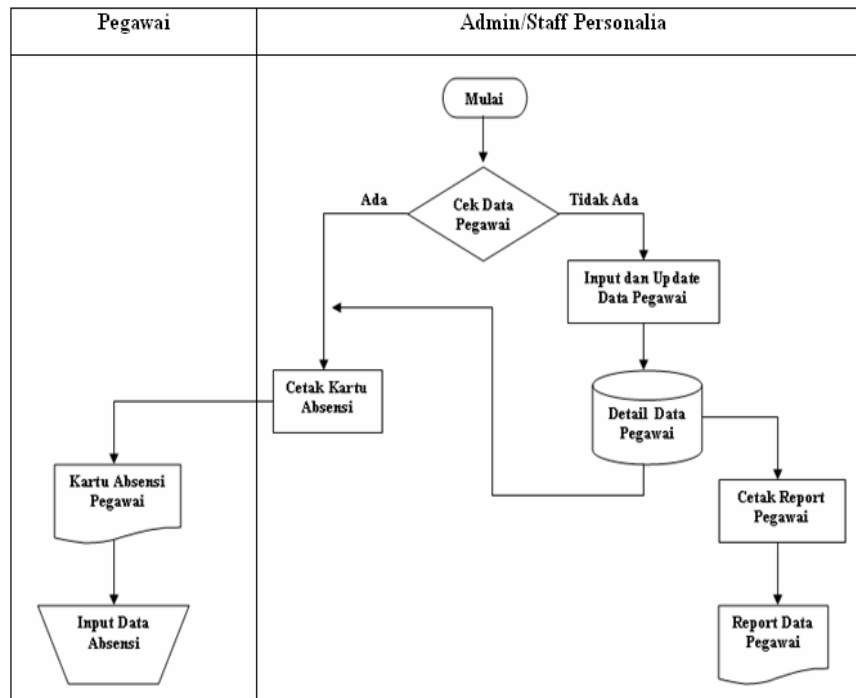 Pegawai
Admin/Staff Personalia
Mulai
Cek Data
Pegawai
Ada
Tidak Ada
Input dan Update
Data Pegawai
Cetak Kartu
Absensi
Detail Data
Pegawai
Kartu Absensi
Pegawai
Cetak Report
Pegawai
Input Data
Absensi
Report Data
Pegawai